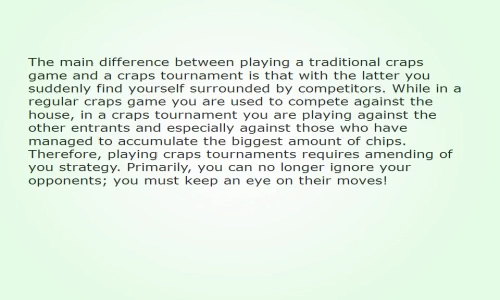 The main difference between playing a traditional craps
game and a craps tournament is that with the latter you
suddenly find yourself surrounded by competitors. While in a
regular craps game you are used to compete against the
house, in a craps tournament you are playing against the
other entrants and especially against those who have
managed to accumulate the biggest amount of chips.
Therefore, playing craps tournaments requires amending of
you strategy. Primarily, you can no longer ignore your
opponents; you must keep an eye on their moves!